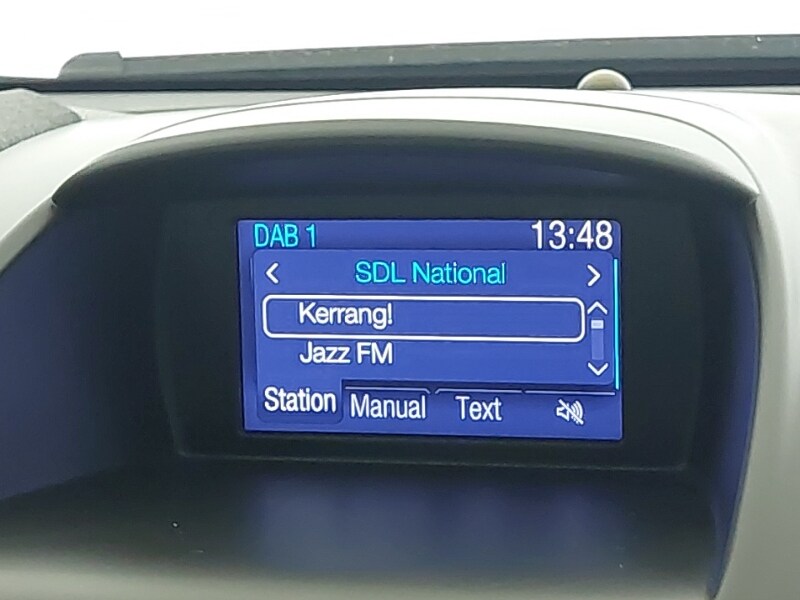 DAB 1 13:48
< SDL National >
Kerrang!
Jazz FM
Station Manual Text